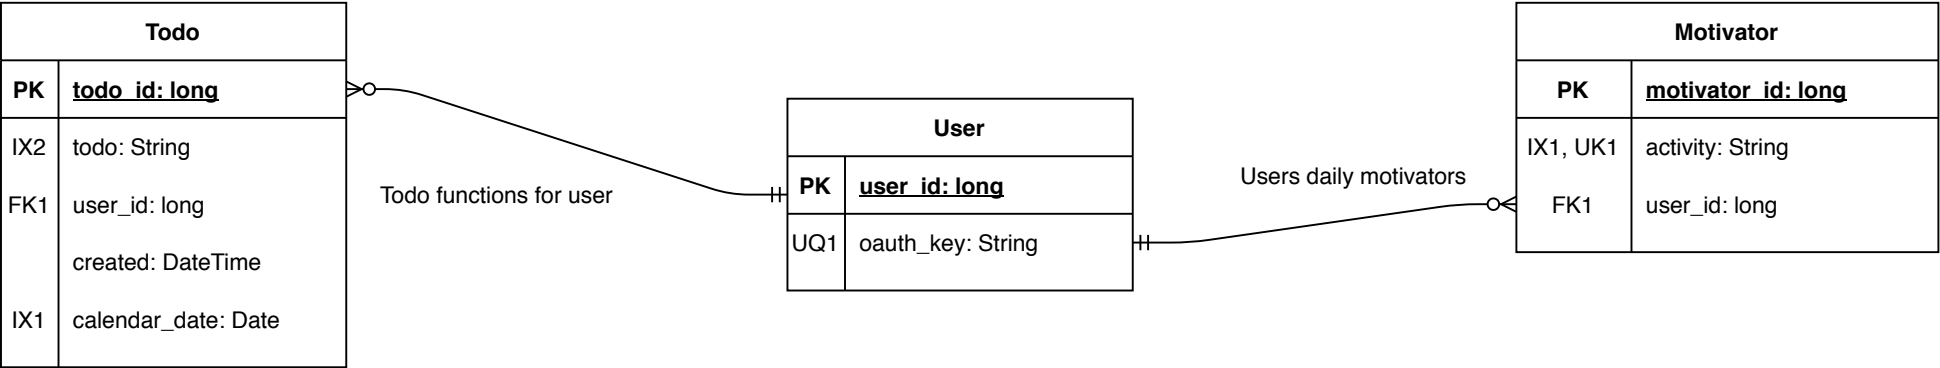 Todo
PK todo_id: long
IX2 todo: String
FK1 user_id: long
created: DateTime
IX1 calendar_date: Date
Todo functions for user
User
PK user_id: long
UQ1 oauth_key: String
Users daily motivators
Motivator
PK motivator_id: long
IX1, UK1 activity: String
FK1 user_id: long